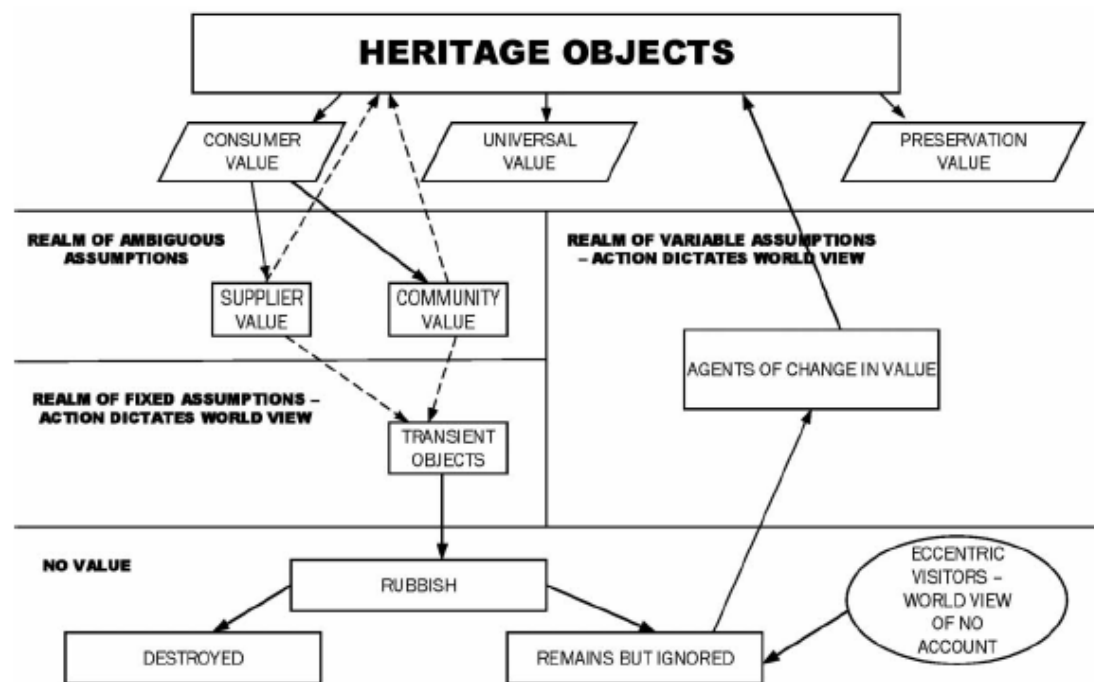 HERITAGE OBJECTS
CONSUMER
VALUE
UNIVERSAL
VALUE
PRESERVATION
VALUE
REALM OF AMBIGUOUS
ASSUMPTIONS
REALM OF VARIABLE ASSUMPTIONS
– ACTION DICTATES WORLD VIEW
SUPPLIER
VALUE
COMMUNITY
VALUE
AGENTS OF CHANGE IN VALUE
REALM OF FIXED ASSUMPTIONS –
ACTION DICTATES WORLD VIEW
TRANSIENT
OBJECTS
NO VALUE
RUBBISH
ECCENTRIC
VISITORS –
WORLD VIEW
OF NO
ACCOUNT
DESTROYED
REMAINS BUT IGNORED